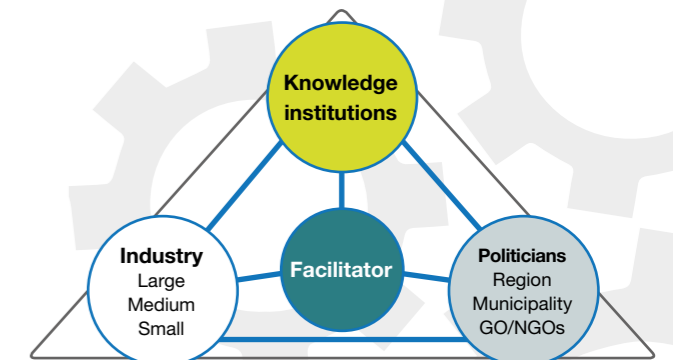 Knowledge
institutions
Industry
Large
Medium
Small
Facilitator
Politicians
Region
Municipality
GO/NGOs